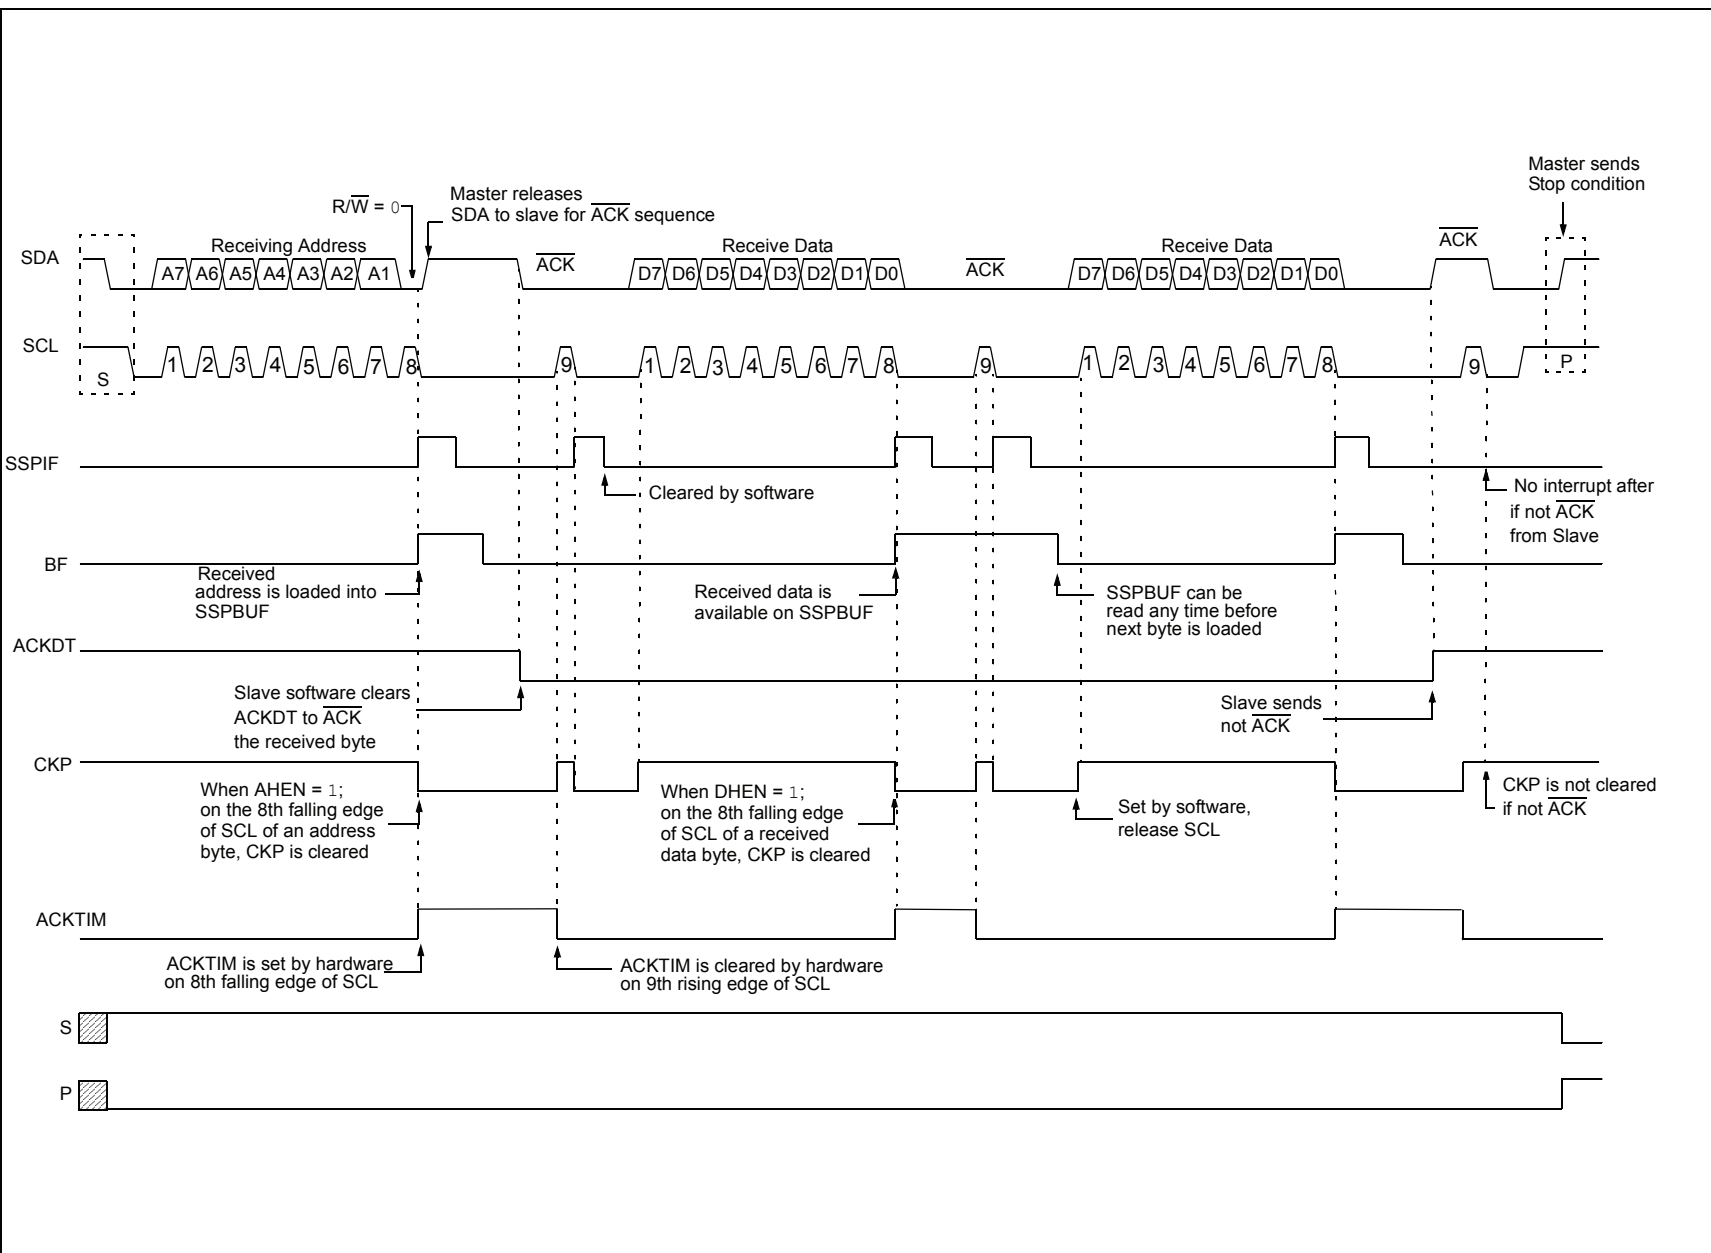 Master sends
Stop condition
R/W = 0
Master releases
SDA to slave for ACK sequence
SDA
Receiving Address
A7 A6 A5 A4 A3 A2 A1
ACK
Receive Data
D7 D6 D5 D4 D3 D2 D1 D0
ACK
Receive Data
D7 D6 D5 D4 D3 D2 D1 D0
ACK
SCL
S
1 2 3 4 5 6 7 8 9
1 2 3 4 5 6 7 8 9
1 2 3 4 5 6 7 8 9
P
SSPIF
Cleared by software
No interrupt after
if not ACK
from Slave
BF
Received
address is loaded into
SSPBUF
Received data is
available on SSPBUF
SSPBUF can be
read any time before
next byte is loaded
ACKDT
Slave software clears
ACKDT to ACK
the received byte
Slave sends
not ACK
CKP
When AHEN = 1;
on the 8th falling edge
of SCL of an address
byte, CKP is cleared
When DHEN = 1;
on the 8th falling edge
of SCL of a received
data byte, CKP is cleared
Set by software,
release SCL
CKP is not cleared
if not ACK
ACKTIM
ACKTIM is set by hardware
on 8th falling edge of SCL
ACKTIM is cleared by hardware
on 9th rising edge of SCL
S
P